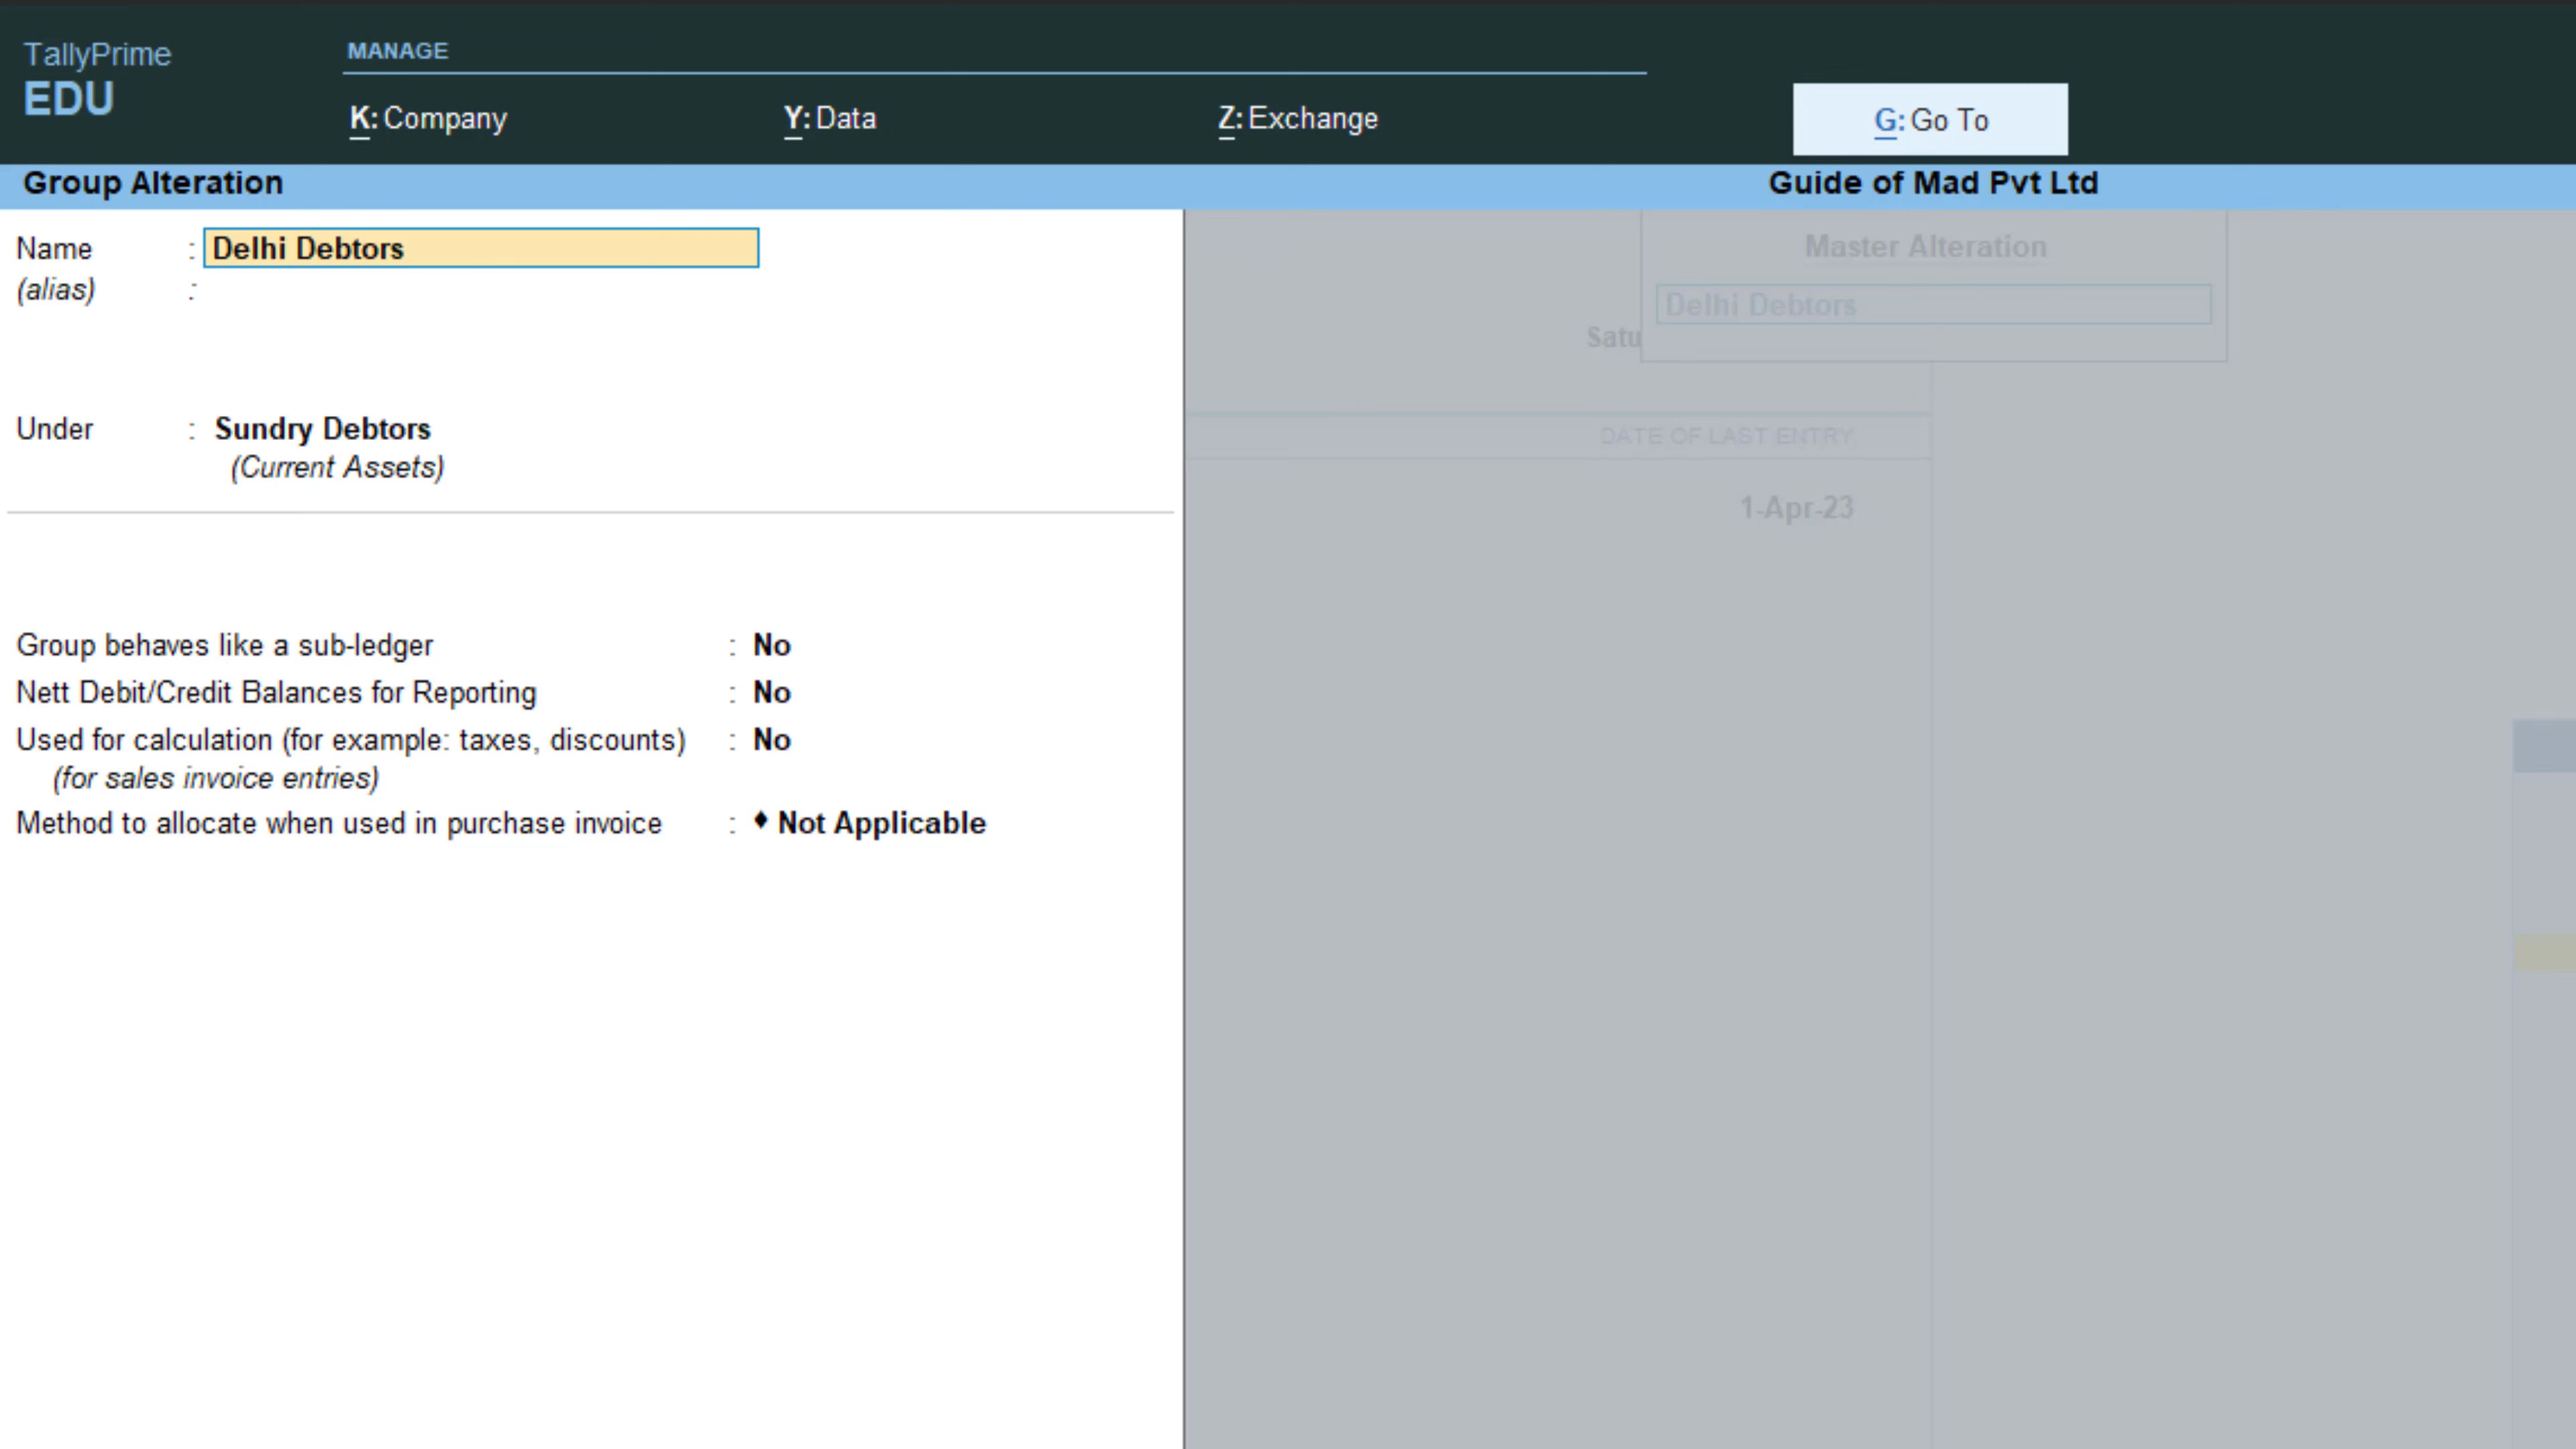 TallyPrime
EDU
MANAGE
K: Company
Y: Data
Z: Exchange
G: Go To
Group Alteration
Guide of Mad Pvt Ltd
Name : Delhi Debtors
(alias) :
Under : Sundry Debtors
(Current Assets)
Group behaves like a sub-ledger : No
Nett Debit/Credit Balances for Reporting : No
Used for calculation (for example: taxes, discounts) : No
(for sales invoice entries)
Method to allocate when used in purchase invoice : ♦ Not Applicable
Master Alteration
Delhi Debtors
Satu
DATE OF LAST ENTRY
1-Apr-23